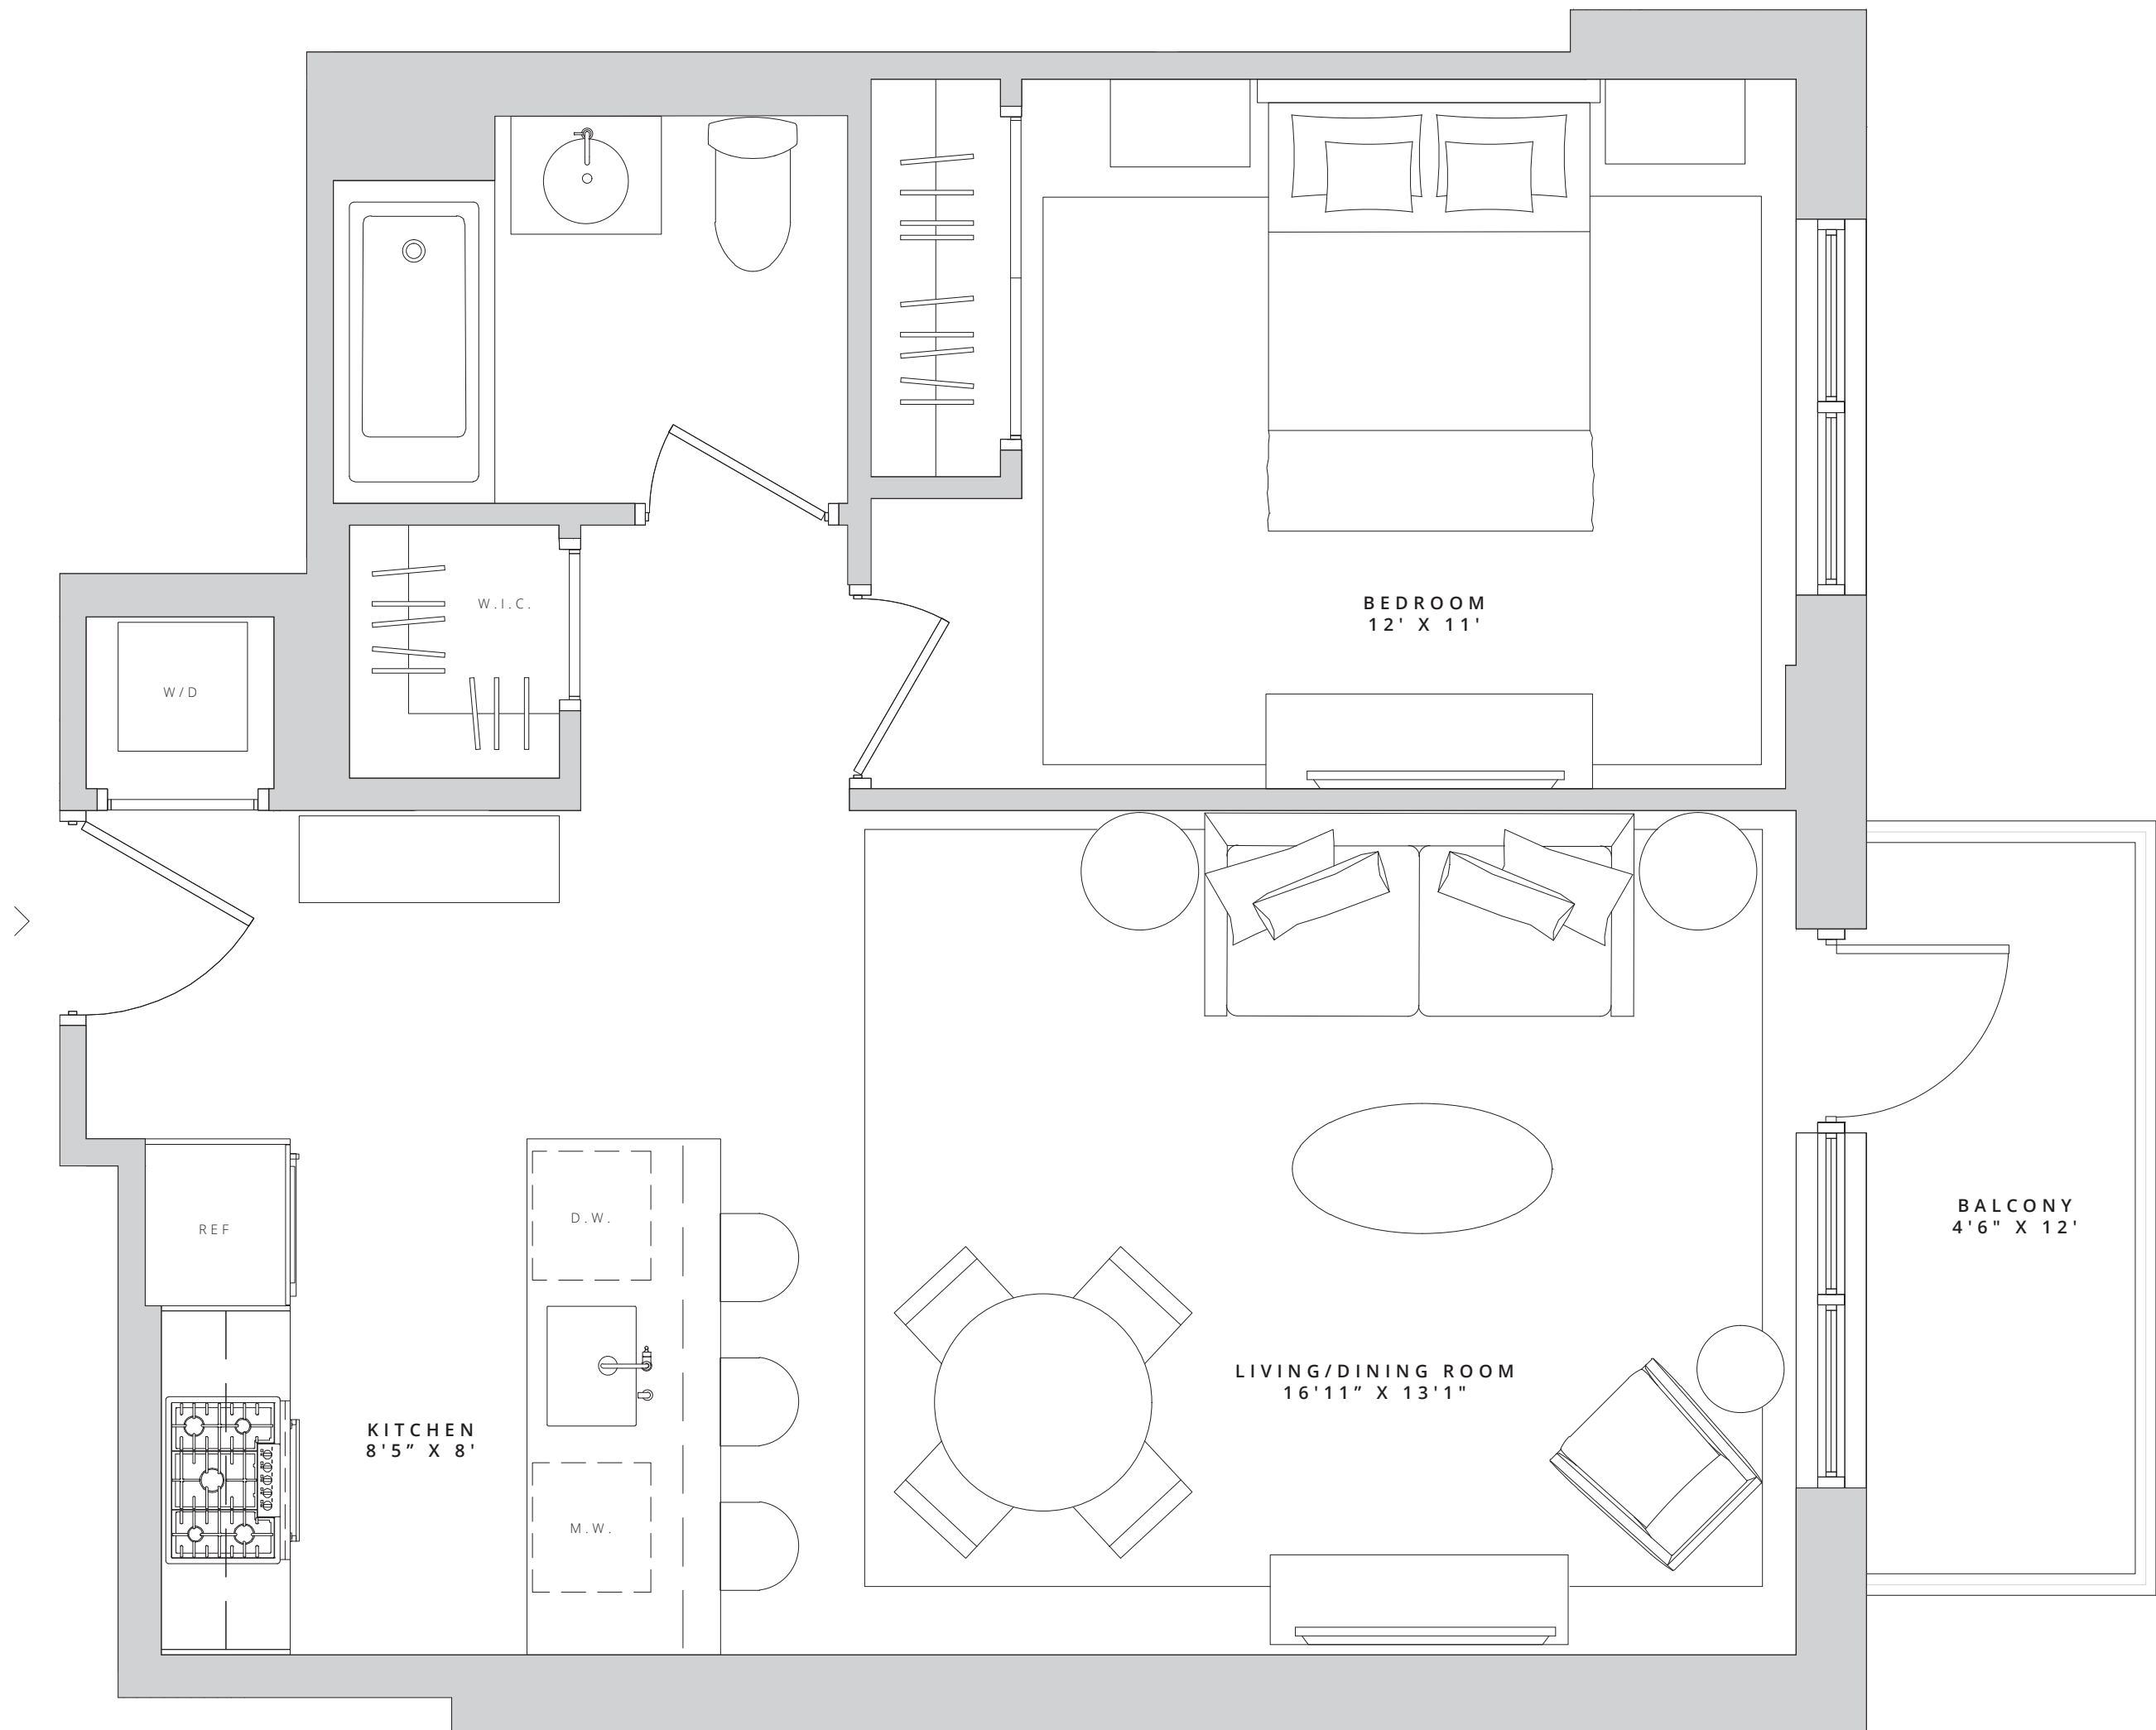 W.I.C.
BEDROOM
12' X 11'
W/D
REF
D.W.
BALCONY
4'6" X 12'
LIVING/DINING ROOM
16'11” X 13'1"
KITCHEN
8'5” X 8'
M.W.